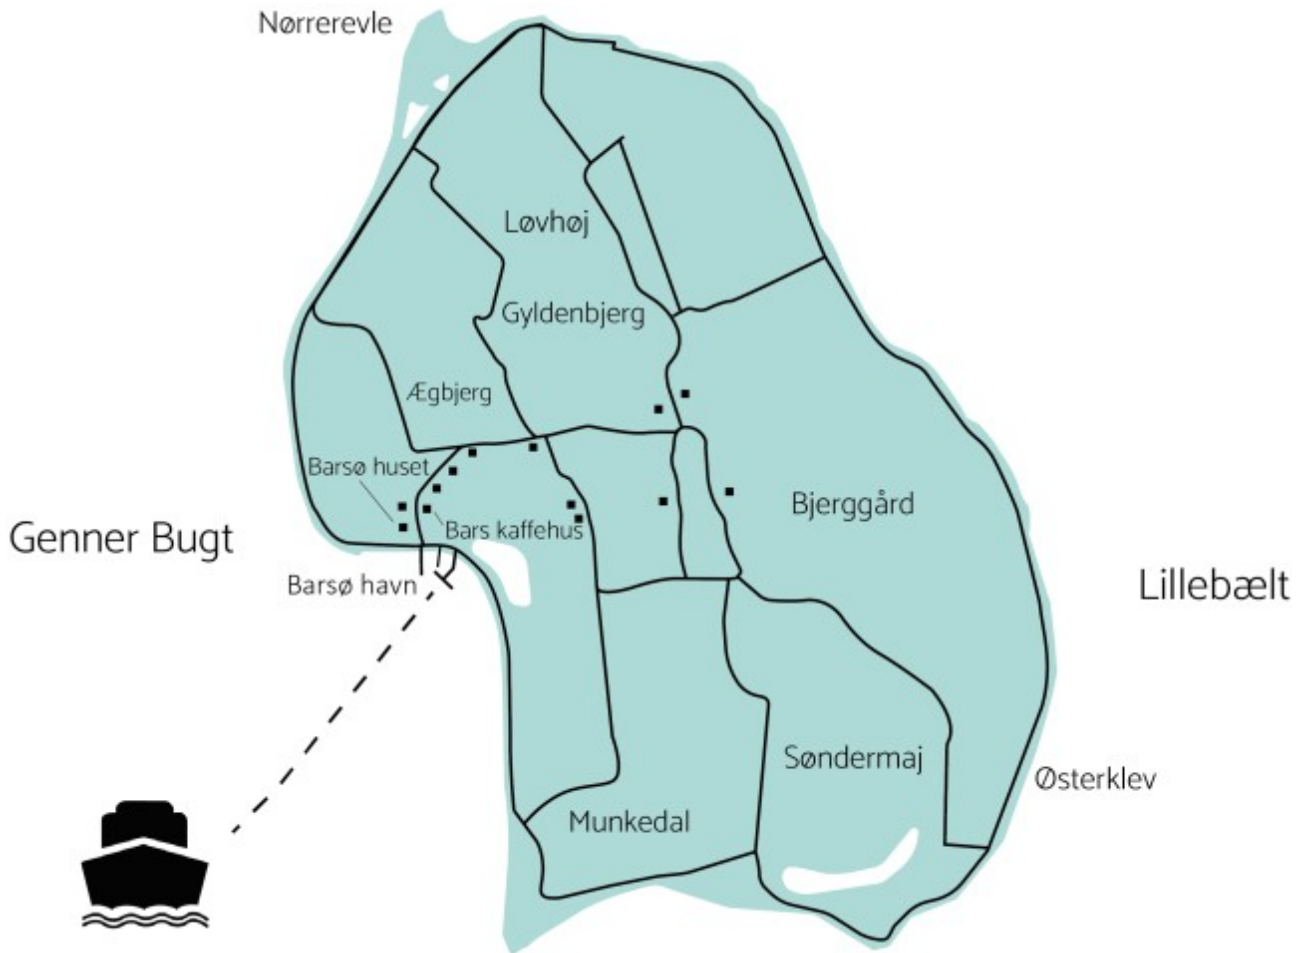 Nørrerevle
Løvhøj
Gyldenbjerg
Ægbjerg
Barsø huset
Bjerggård
Genner Bugt
Bars kaffehus
Barsø havn
Lillebælt
Søndermaj
Østerklev
Munkedal